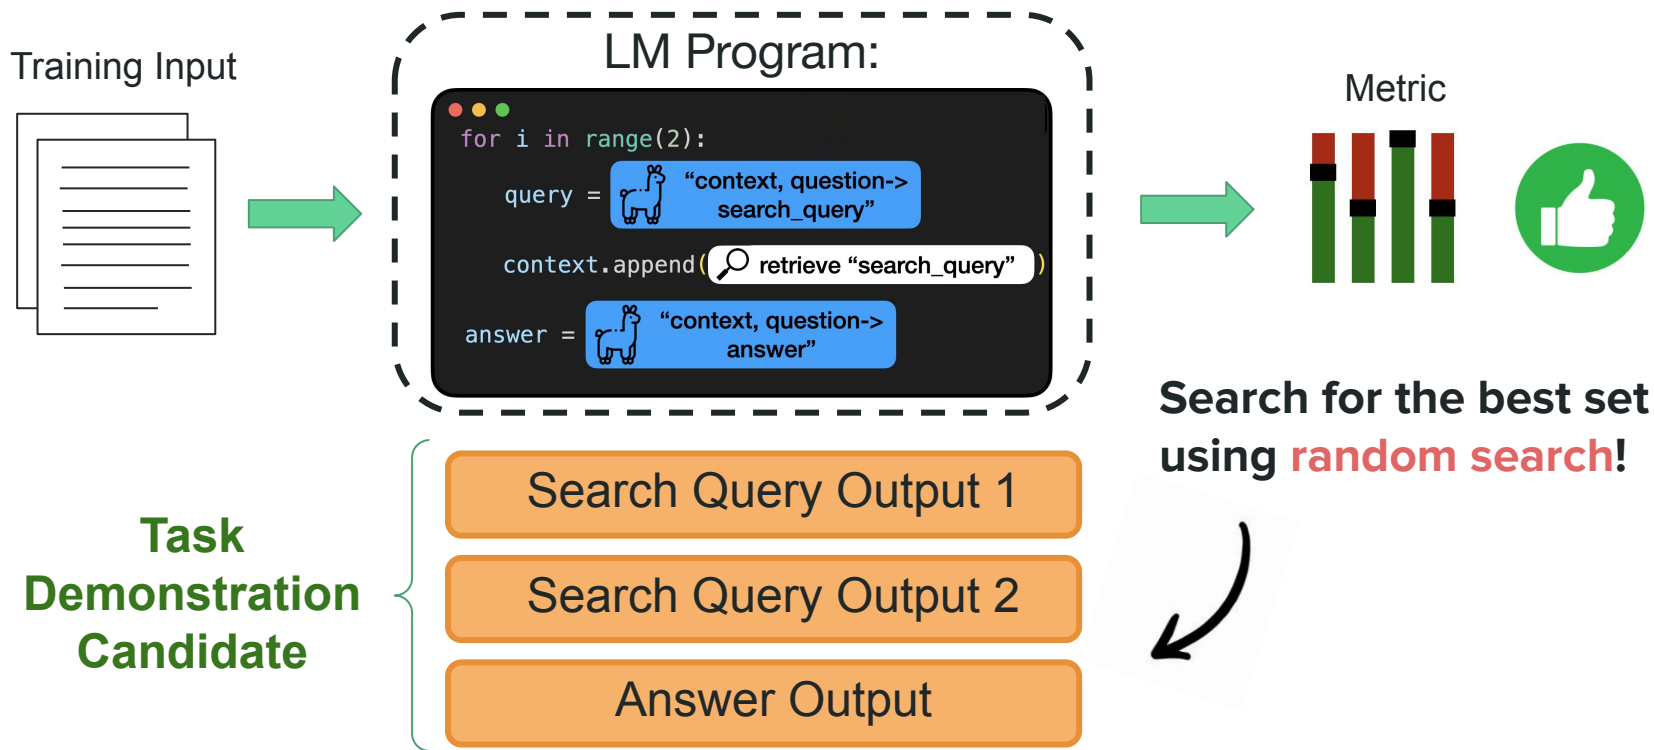 Training Input
LM Program:
for i in range(2):
query = “context, question->
search_query”
context.append( retrieve “search_query” )
answer = “context, question->
answer”
Metric
Search for the best set
using random search!
Task
Demonstration
Candidate
Search Query Output 1
Search Query Output 2
Answer Output